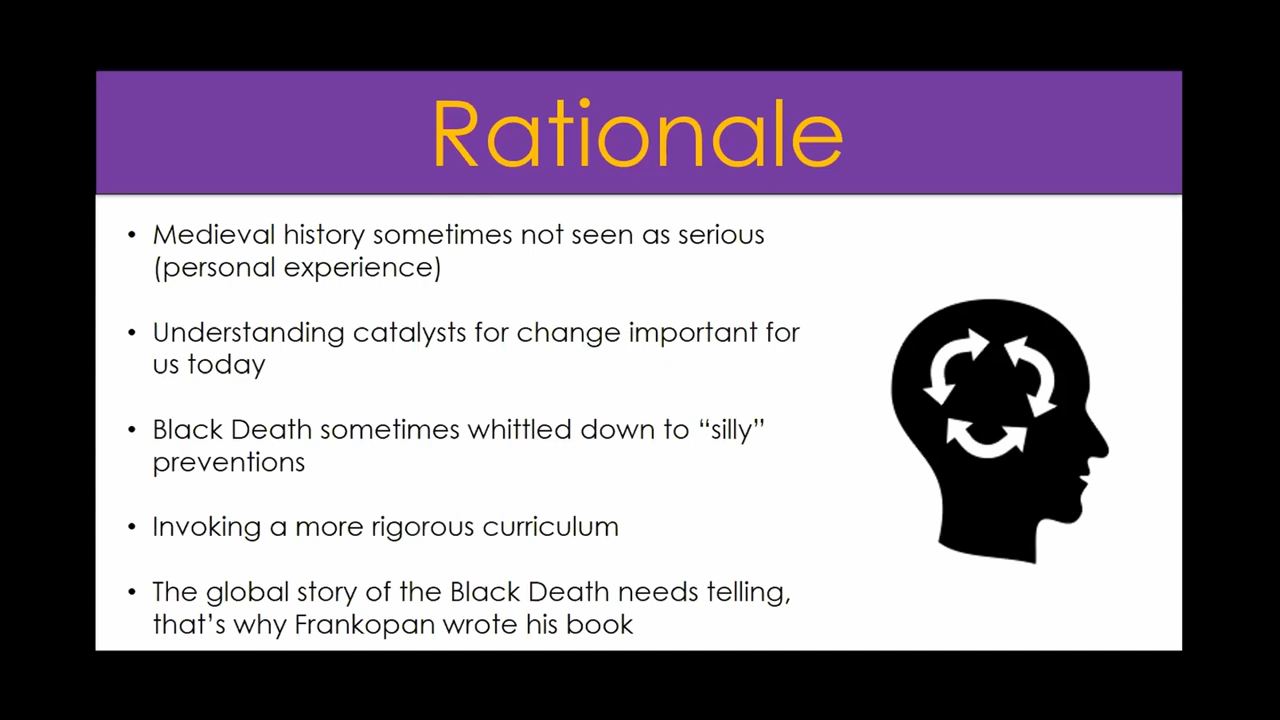 Rationale
• Medieval history sometimes not seen as serious
(personal experience)
• Understanding catalysts for change important for
us today
• Black Death sometimes whittled down to “silly”
preventions
• Invoking a more rigorous curriculum
• The global story of the Black Death needs telling,
that’s why Frankopan wrote his book